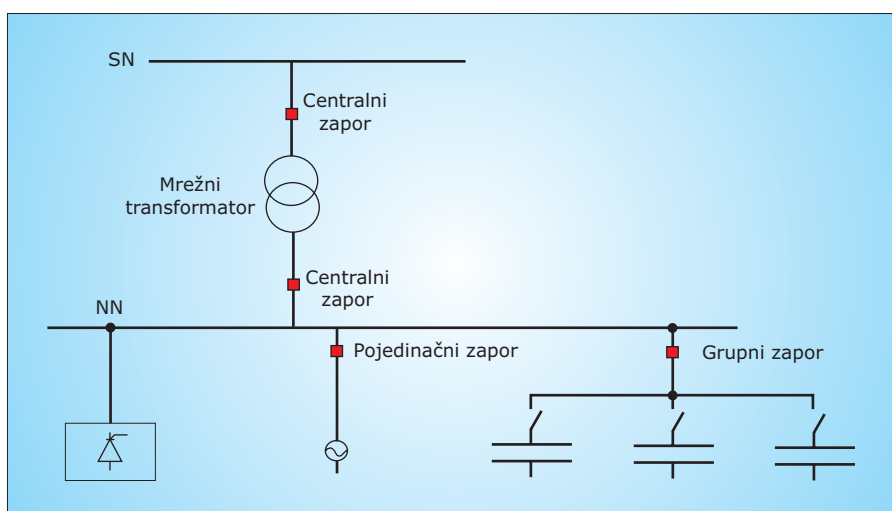 SN
Centralni
zapor
Mrežni
transformator
Centralni
zapor
NN
Pojedinačni zapor
Grupni zapor